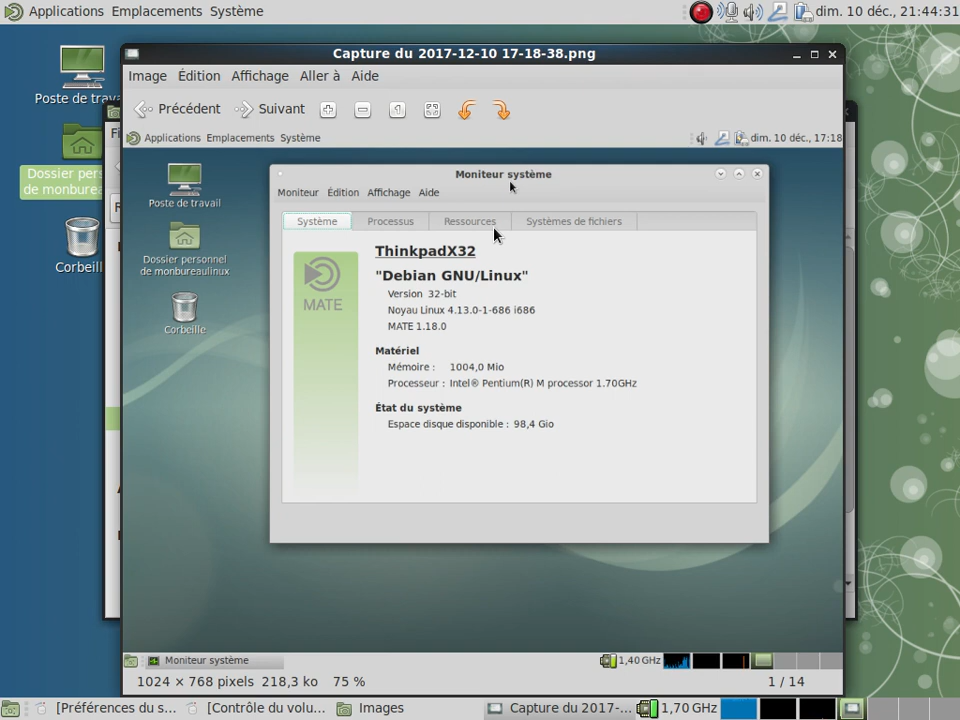 Applications Emplacements Système
dim. 10 déc., 21:44:31
Poste de trava
Dossier pers
de monbureau
Corbeill
Capture du 2017-12-10 17-18-38.png
Image Édition Affichage Aller à Aide
Précédent Suivant
Applications Emplacements Système
dim. 10 déc., 17:18
Poste de travail
Dossier personnel
de monbureaulinux
Corbeille
Moniteur système
Moniteur Édition Affichage Aide
Système Processus Ressources Systèmes de fichiers
MATE
ThinkpadX32
"Debian GNU/Linux"
Version 32-bit
Noyau Linux 4.13.0-1-686 i686
MATE 1.18.0
Matériel
Mémoire : 1004,0 Mio
Processeur : Intel® Pentium(R) M processor 1.70GHz
État du système
Espace disque disponible : 98,4 Gio
Moniteur système
1,40 GHz
1024 × 768 pixels 218,3 ko 75 %
1 / 14
[Préférences du s... [Contrôle du volu... Images Capture du 2017-... 1,70 GHz